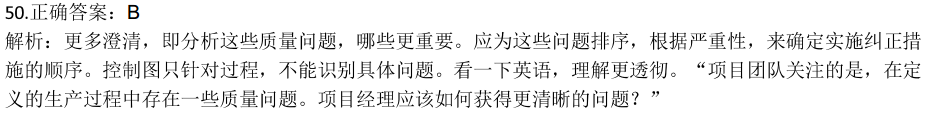 50.正确答案：B
解析：更多澄清，即分析这些质量问题，哪些更重要。应为这些问题排序，根据严重性，来确定实施纠正措
施的顺序。控制图只针对过程，不能识别具体问题。看一下英语，理解更透彻。“项目团队关注的是，在定
义的生产过程中存在一些质量问题。项目经理应该如何获得更清晰的问题？”